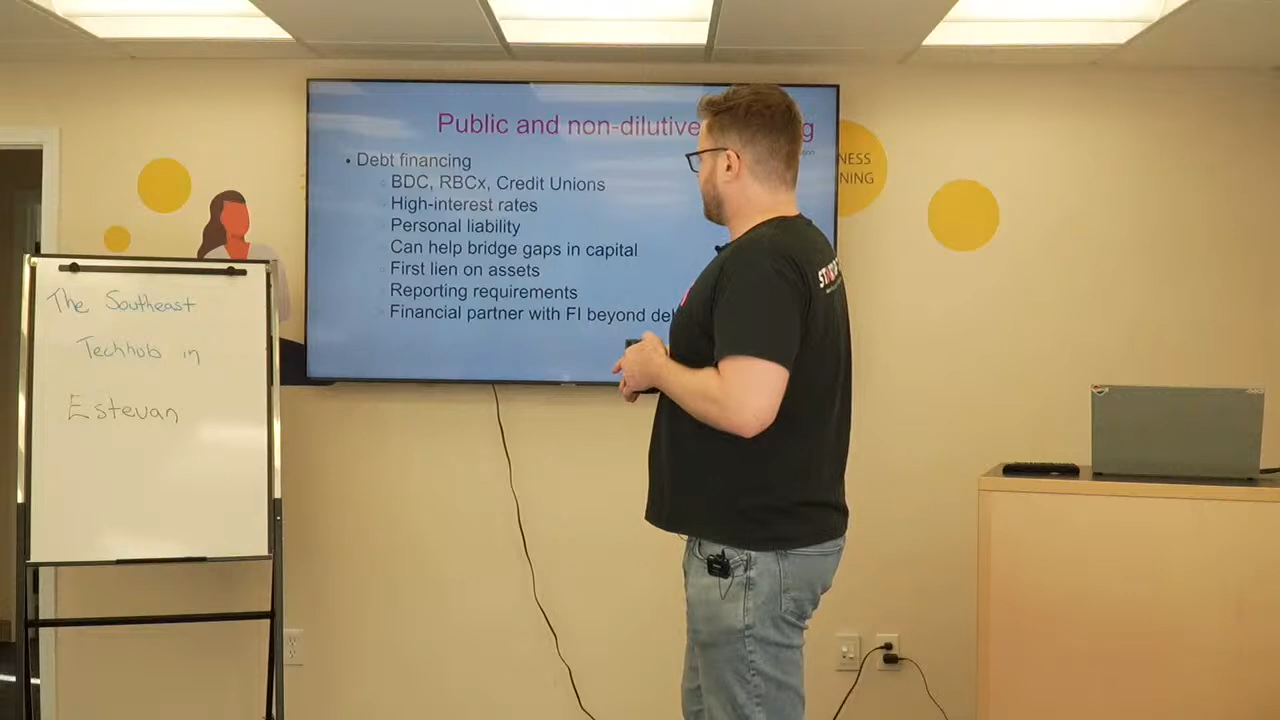 Public and non-dilutive g
• Debt financing
BDC, RBCx, Credit Unions
High-interest rates
Personal liability
Can help bridge gaps in capital
First lien on assets
Reporting requirements
Financial partner with FI beyond
NESS
NING
The Southeast
Techhub in
Estevan